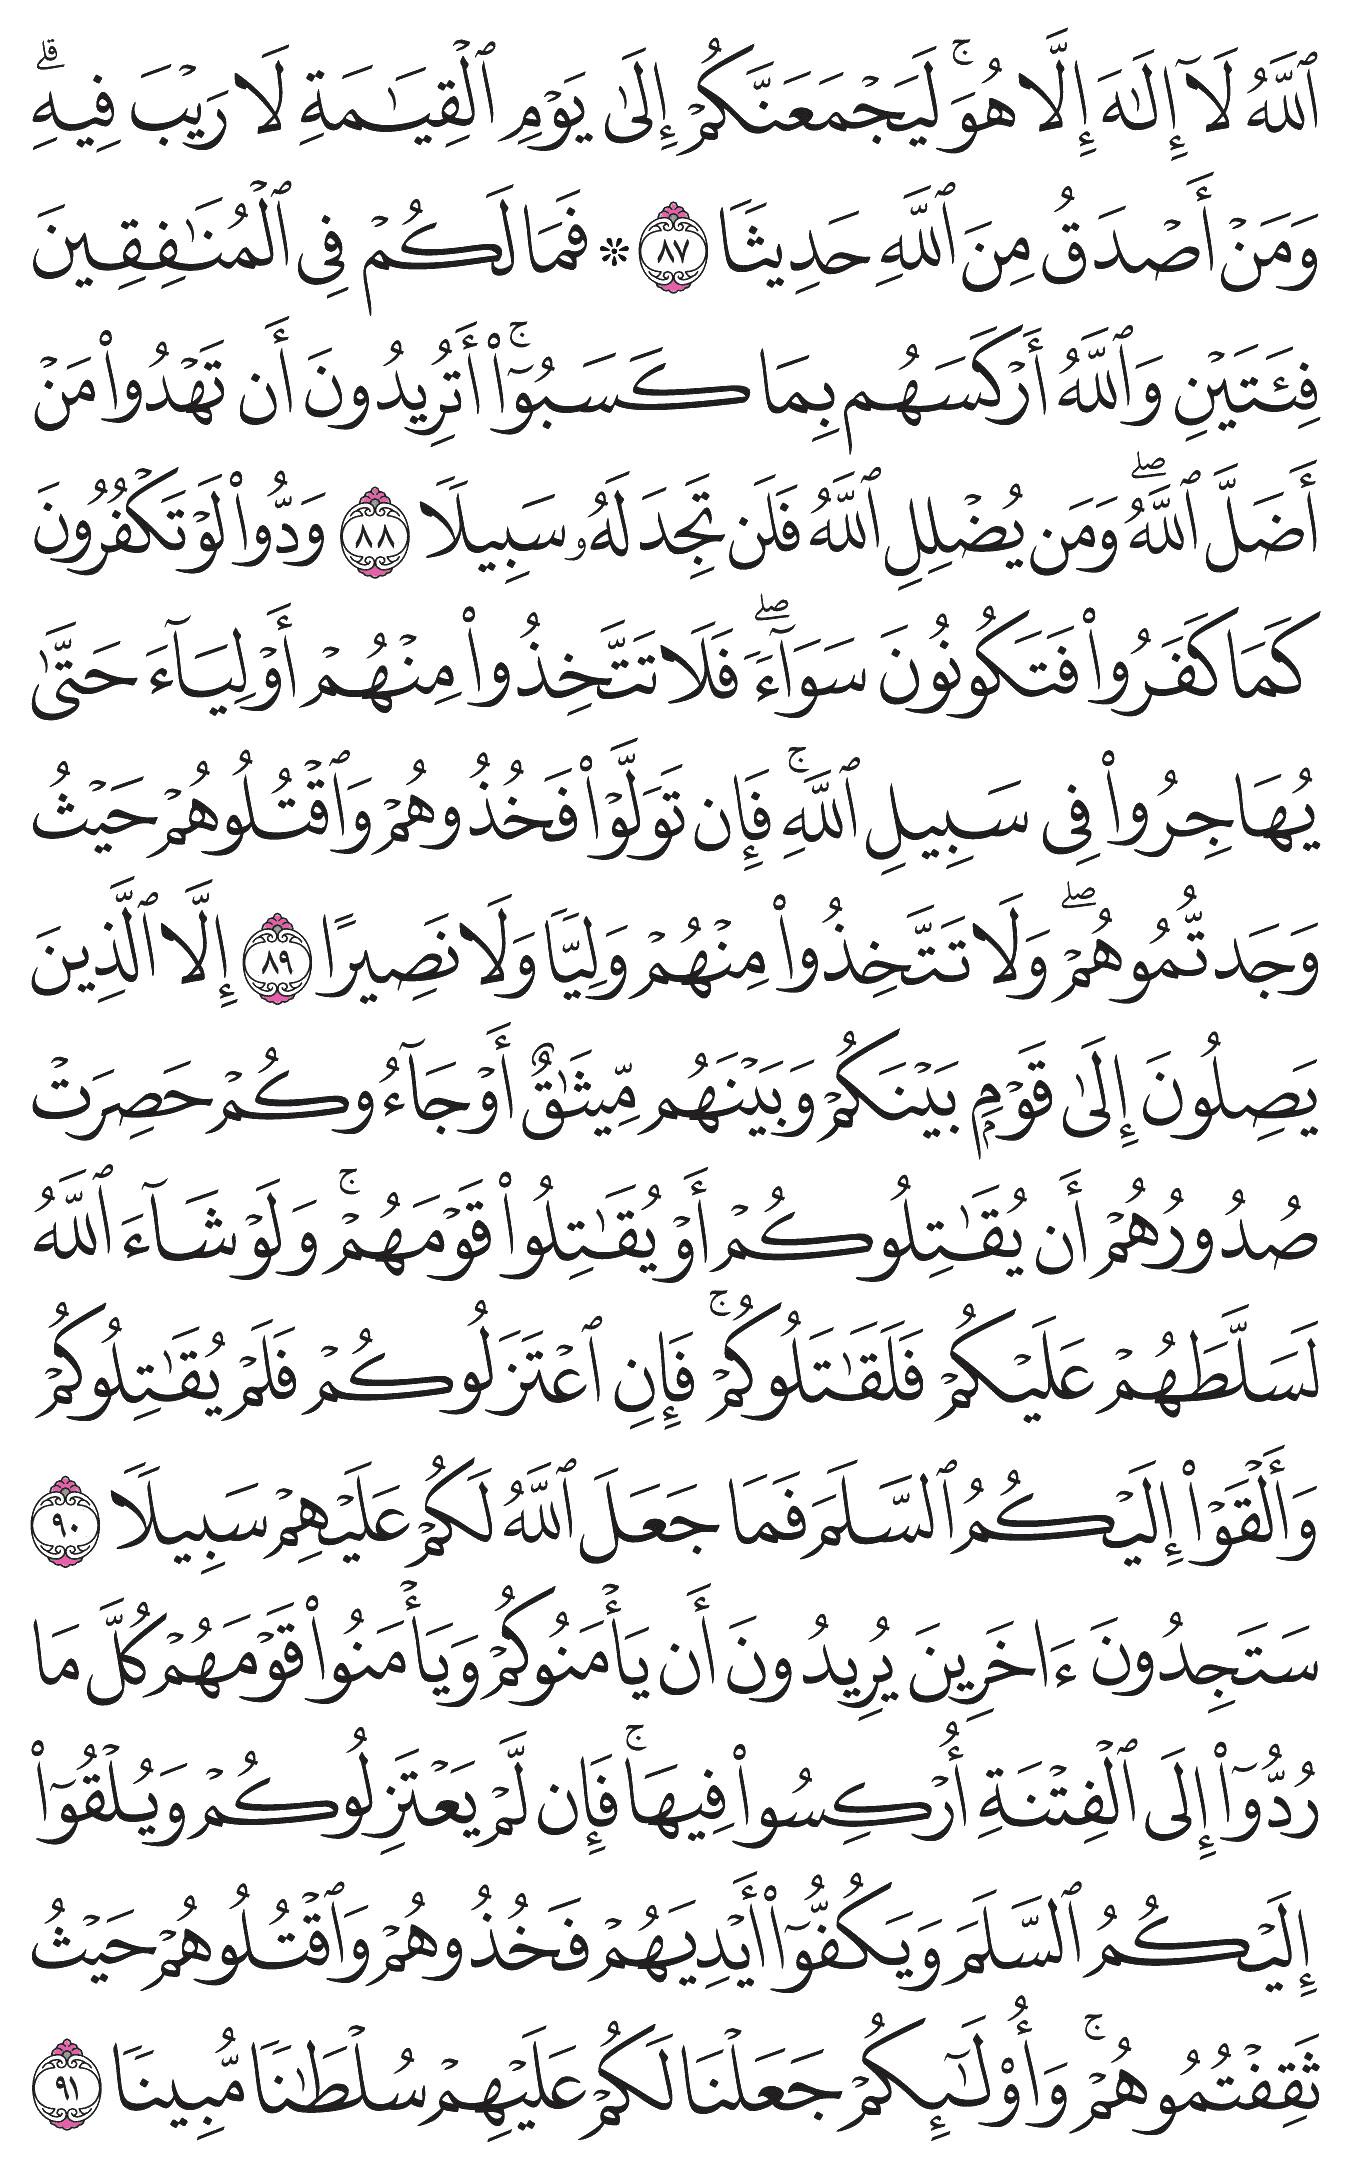 ٱللَّهُ لَآ إِلَٰهَ إِلَّا هُوَۚ لَيَجۡمَعَنَّكُمۡ إِلَىٰ يَوۡمِ ٱلۡقِيَٰمَةِ لَا رَيۡبَ فِيهِۗ
وَمَنۡ أَصۡدَقُ مِنَ ٱللَّهِ حَدِيثٗا ٨٧ ۞ فَمَا لَكُمۡ فِي ٱلۡمُنَٰفِقِينَ
فِئَتَيۡنِ وَٱللَّهُ أَرۡكَسَهُم بِمَا كَسَبُوٓاْۚ أَتُرِيدُونَ أَن تَهۡدُواْ مَنۡ
أَضَلَّ ٱللَّهُۖ وَمَن يُضۡلِلِ ٱللَّهُ فَلَن تَجِدَ لَهُۥ سَبِيلٗا ٨٨ وَدُّواْ لَوۡ تَكۡفُرُونَ
كَمَا كَفَرُواْ فَتَكُونُونَ سَوَآءٗۖ فَلَا تَتَّخِذُواْ مِنۡهُمۡ أَوۡلِيَآءَ حَتَّىٰ
يُهَاجِرُواْ فِي سَبِيلِ ٱللَّهِۚ فَإِن تَوَلَّوۡاْ فَخُذُوهُمۡ وَٱقۡتُلُوهُمۡ حَيۡثُ
وَجَدتُّمُوهُمۡۖ وَلَا تَتَّخِذُواْ مِنۡهُمۡ وَلِيّٗا وَلَا نَصِيرًا ٨٩ إِلَّا ٱلَّذِينَ
يَصِلُونَ إِلَىٰ قَوۡمِۭ بَيۡنَكُمۡ وَبَيۡنَهُم مِّيثَٰقٌ أَوۡ جَآءُوكُمۡ حَصِرَتۡ
صُدُورُهُمۡ أَن يُقَٰتِلُوكُمۡ أَوۡ يُقَٰتِلُواْ قَوۡمَهُمۡۚ وَلَوۡ شَآءَ ٱللَّهُ
لَسَلَّطَهُمۡ عَلَيۡكُمۡ فَلَقَٰتَلُوكُمۡۚ فَإِنِ ٱعۡتَزَلُوكُمۡ فَلَمۡ يُقَٰتِلُوكُمۡ
وَأَلۡقَوۡاْ إِلَيۡكُمُ ٱلسَّلَمَ فَمَا جَعَلَ ٱللَّهُ لَكُمۡ عَلَيۡهِمۡ سَبِيلٗا ٩٠
سَتَجِدُونَ ءَاخَرِينَ يُرِيدُونَ أَن يَأۡمَنُوكُمۡ وَيَأۡمَنُواْ قَوۡمَهُمۡ كُلَّ مَا
رُدُّوٓاْ إِلَى ٱلۡفِتۡنَةِ أُرۡكِسُواْ فِيهَاۚ فَإِن لَّمۡ يَعۡتَزِلُوكُمۡ وَيُلۡقُوٓاْ
إِلَيۡكُمُ ٱلسَّلَمَ وَيَكُفُّوٓاْ أَيۡدِيَهُمۡ فَخُذُوهُمۡ وَٱقۡتُلُوهُمۡ حَيۡثُ
ثَقِفۡتُمُوهُمۡۚ وَأُوْلَٰٓئِكُمۡ جَعَلۡنَا لَكُمۡ عَلَيۡهِمۡ سُلۡطَٰنٗا مُّبِينٗا ٩١